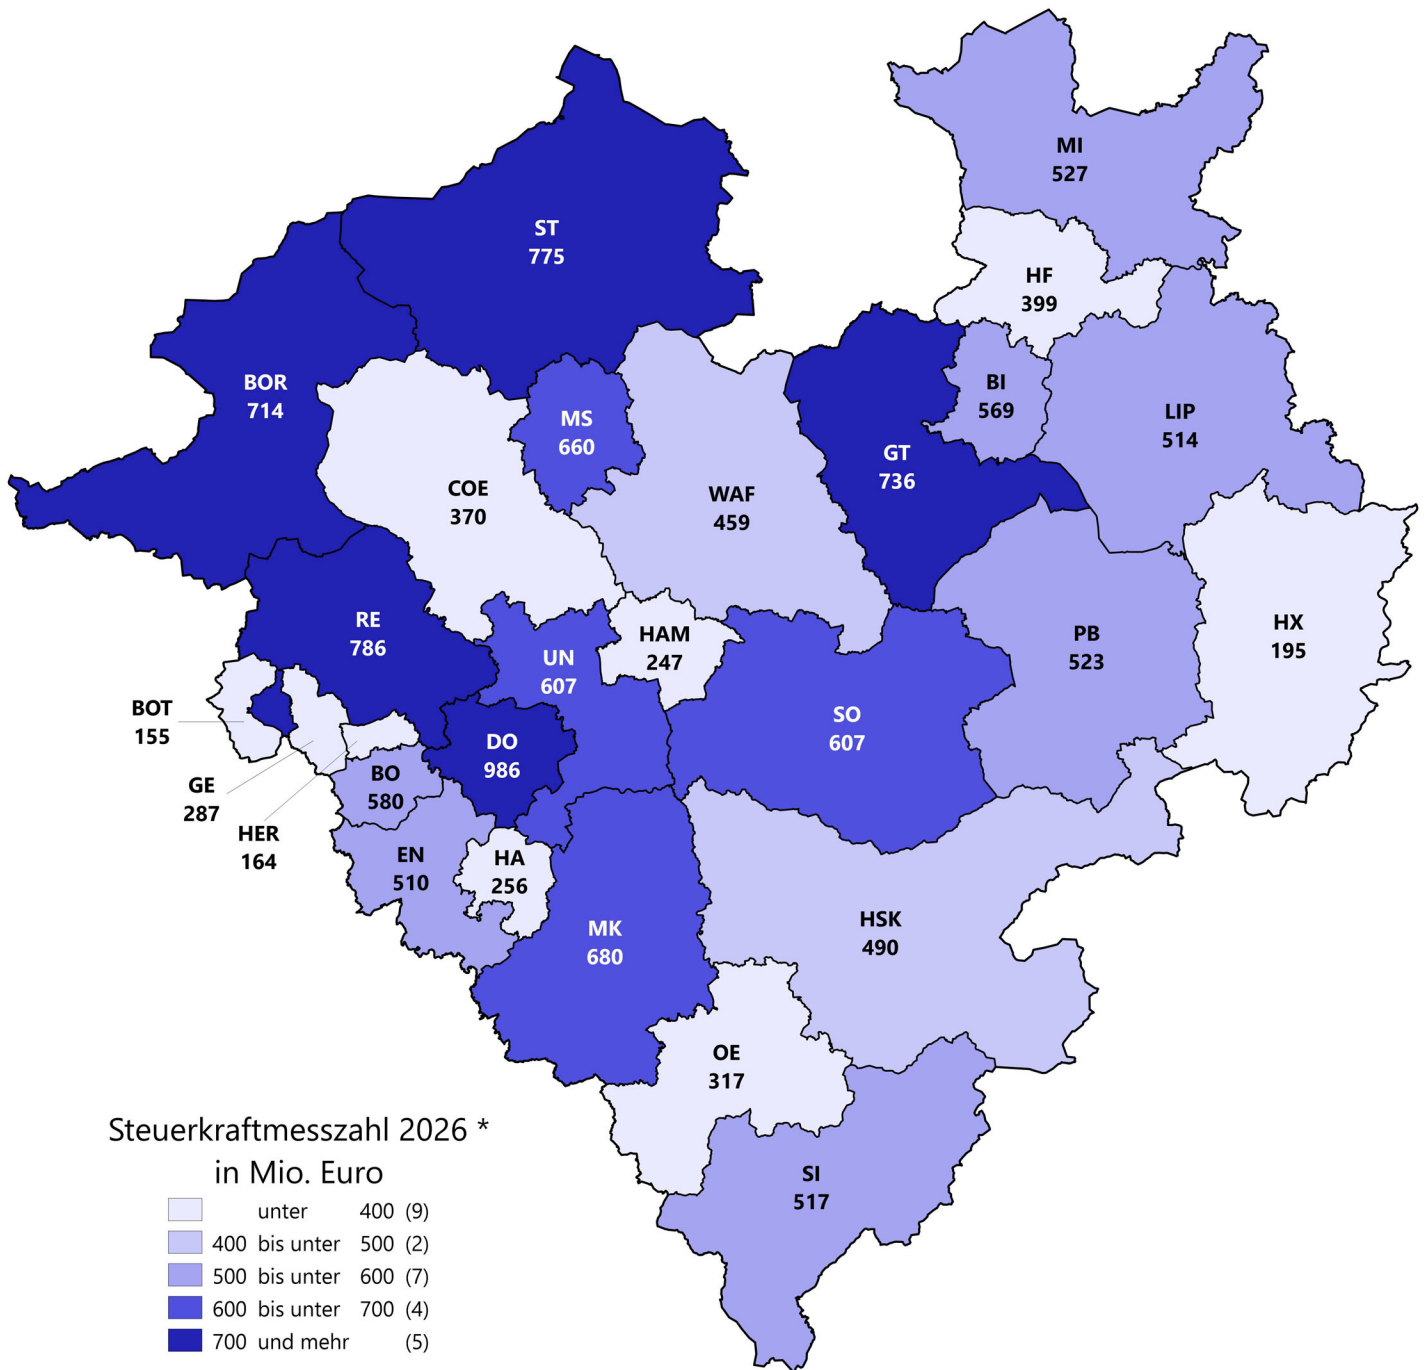 MI
527
ST
775
HF
399
BOR
714
BI
569
LIP
514
MS
660
GT
736
COE
370
WAF
459
RE
786
HAM
247
HX
195
PB
523
UN
607
BOT
155
SO
607
DO
986
GE
287
BO
580
HER
164
EN
510
HA
256
HSK
490
MK
680
OE
317
SI
517
Steuerkraftmesszahl 2026 *
in Mio. Euro
unter 400 (9)
400 bis unter 500 (2)
500 bis unter 600 (7)
600 bis unter 700 (4)
700 und mehr (5)